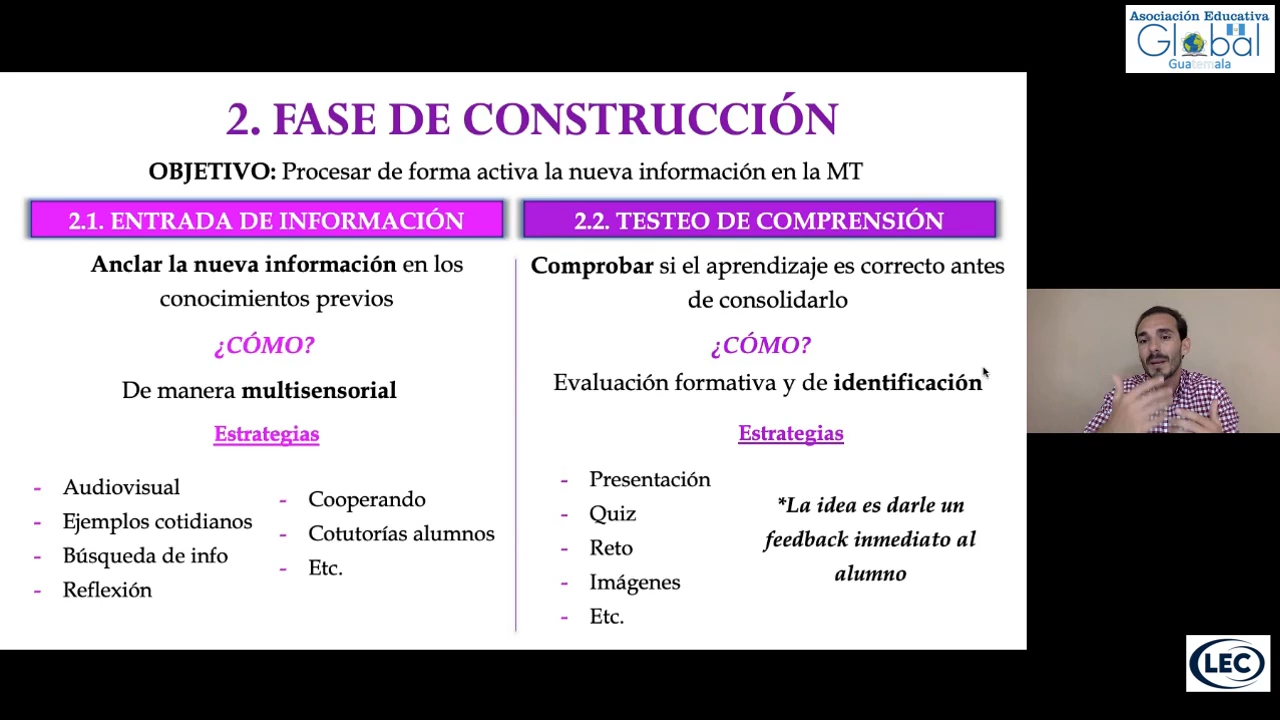 Asociación Educativa
Global
Guatemala
2. FASE DE CONSTRUCCIÓN
OBJETIVO: Procesar de forma activa la nueva información en la MT
2.1. ENTRADA DE INFORMACIÓN
Anclar la nueva información en los
conocimientos previos
¿CÓMO?
De manera multisensorial
Estrategias
- Audiovisual
- Ejemplos cotidianos
- Búsqueda de info
- Reflexión
- Cooperando
- Cotutorías alumnos
- Etc.
2.2. TESTEO DE COMPRENSIÓN
Comprobar si el aprendizaje es correcto antes
de consolidarlo
¿CÓMO?
Evaluación formativa y de identificación
Estrategias
- Presentación
- Quiz
- Reto
- Imágenes
- Etc.
*La idea es darle un
feedback inmediato al
alumno
LEC